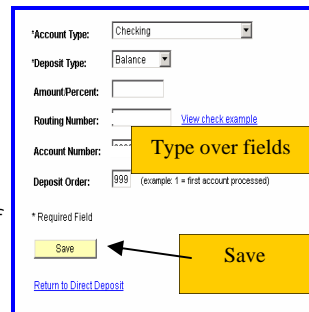 *Account Type: Checking
*Deposit Type: Balance
Amount/Percent:
Routing Number: View check example
Type over fields
Account Number:
Deposit Order: 999 (example: 1 = first account processed)
* Required Field
Save
Save
Return to Direct Deposit